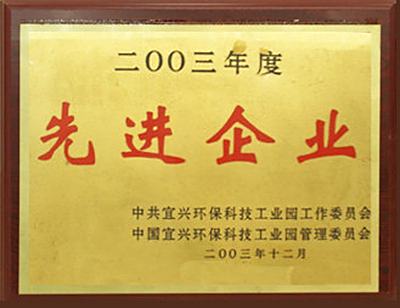 二OO三年度
先进企业
中共宜兴环保科技工业园工作委员会
中国宜兴环保科技工业园管理委员会
二OO三年十二月